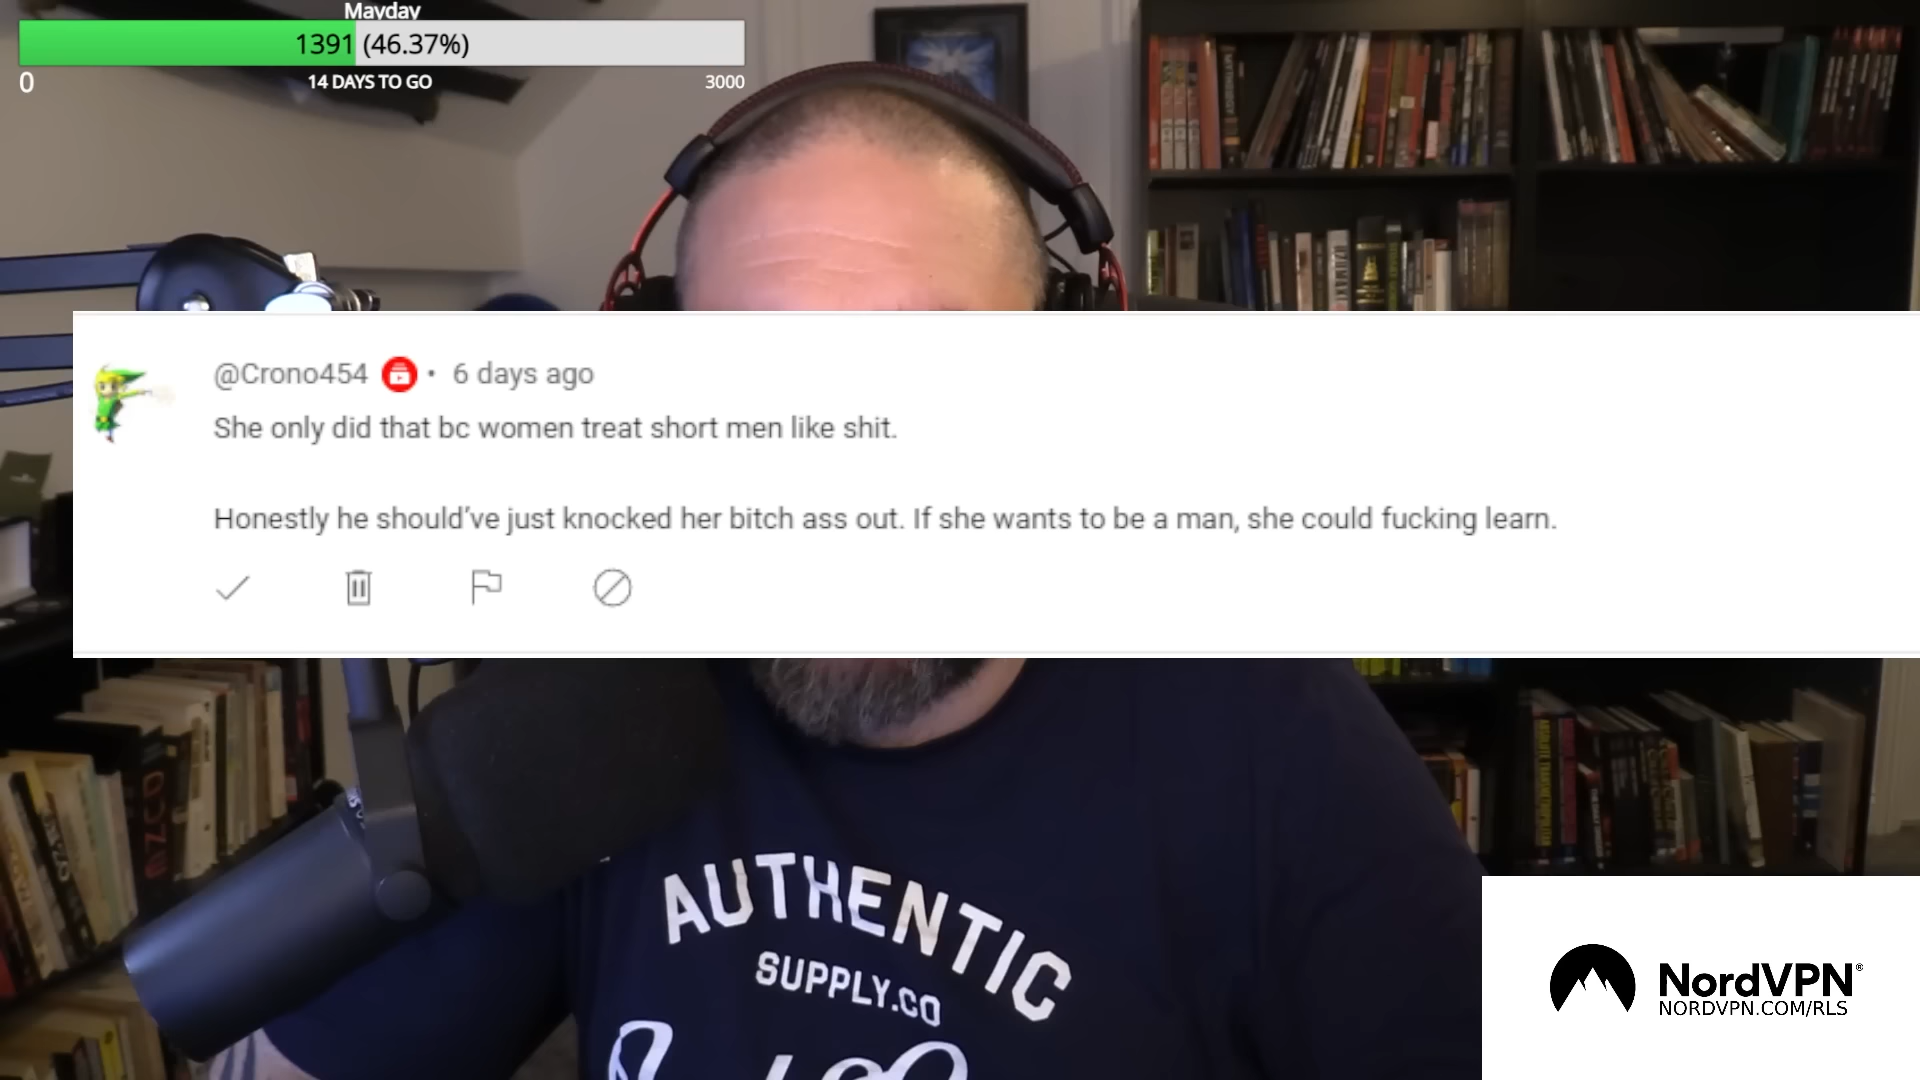 Mayday
1391 (46.37%)
0
14 DAYS TO GO
3000
@Crono454 • 6 days ago
She only did that bc women treat short men like shit.
Honestly he should've just knocked her bitch ass out. If she wants to be a man, she could fucking learn.
AUTHENTIC
SUPPLY.CO
NordVPN®
NORDVPN.COM/RLS